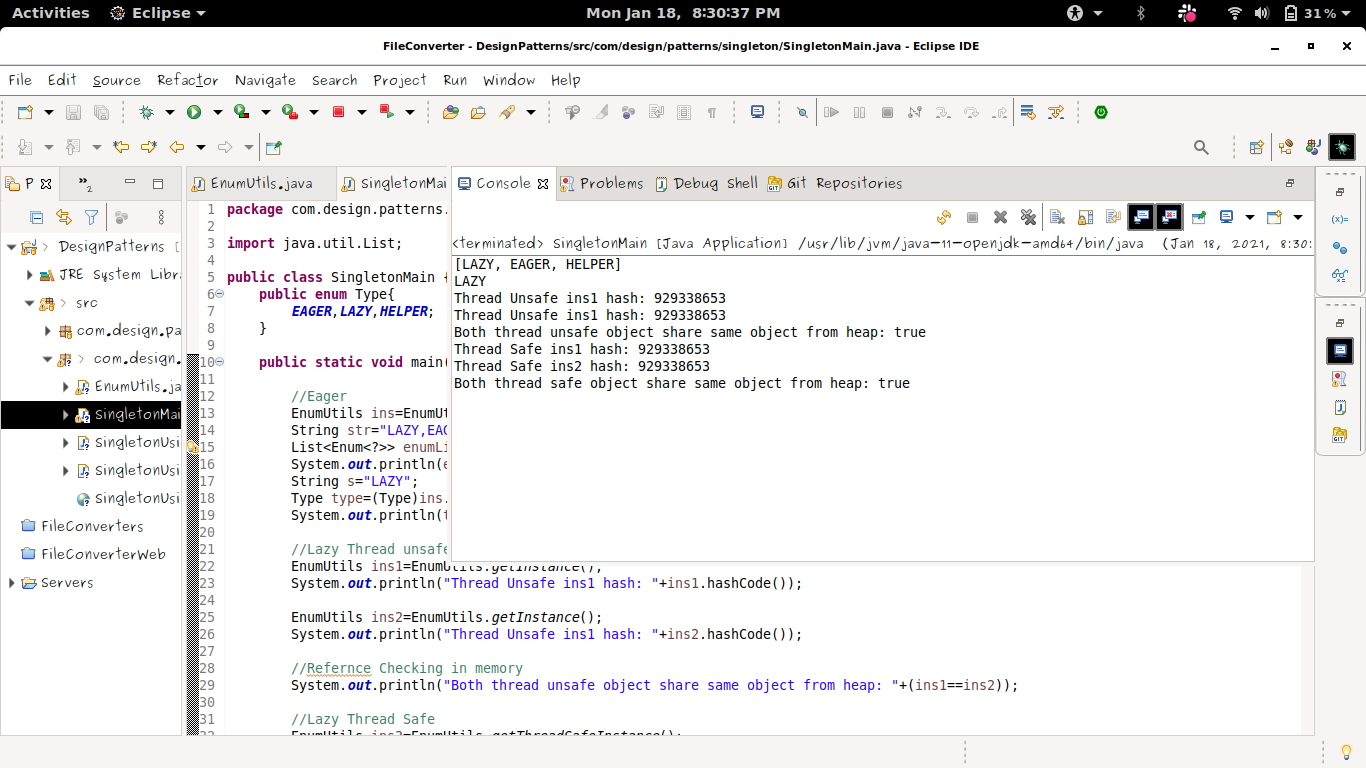 Activities Eclipse Mon Jan 18, 8:30:37 PM 31%
FileConverter - DesignPatterns/src/com/design/patterns/singleton/SingletonMain.java - Eclipse IDE
File Edit Source Refactor Navigate Search Project Run Window Help
P »2
EnumUtils.java SingletonMai
Console Problems Debug Shell Git Repositories
<terminated> SingletonMain [Java Application] /usr/lib/jvm/java-11-openjdk-amd64/bin/java (Jan 18, 2021, 8:30:
[LAZY, EAGER, HELPER]
LAZY
Thread Unsafe ins1 hash: 929338653
Thread Unsafe ins1 hash: 929338653
Both thread unsafe object share same object from heap: true
Thread Safe ins1 hash: 929338653
Thread Safe ins2 hash: 929338653
Both thread safe object share same object from heap: true
> DesignPatterns [
JRE System Libra
> src
com.design.pa
> com.design.
EnumUtils.ja
SingletonMai
SingletonUsi
SingletonUsi
SingletonUsi
FileConverters
FileConverterWeb
Servers
1 package com.design.patterns.
2
3 import java.util.List;
4
5 public class SingletonMain {
6 public enum Type{
7 EAGER,LAZY,HELPER;
8 }
9
10 public static void main(
11
12 //Eager
13 EnumUtils ins=EnumUt
14 String str="LAZY,EAG
15 List<Enum<?>> enumLi
16 System.out.println(e
17 String s="LAZY";
18 Type type=(Type)ins.
19 System.out.println(t
20
21 //Lazy Thread unsafe
22 EnumUtils ins1=EnumUtils.getInstance();
23 System.out.println("Thread Unsafe ins1 hash: "+ins1.hashCode());
24
25 EnumUtils ins2=EnumUtils.getInstance();
26 System.out.println("Thread Unsafe ins1 hash: "+ins2.hashCode());
27
28 //Refernce Checking in memory
29 System.out.println("Both thread unsafe object share same object from heap: "+(ins1==ins2));
30
31 //Lazy Thread Safe
32 EnumUtils ins3=EnumUtils.getThreadSafeInstance();